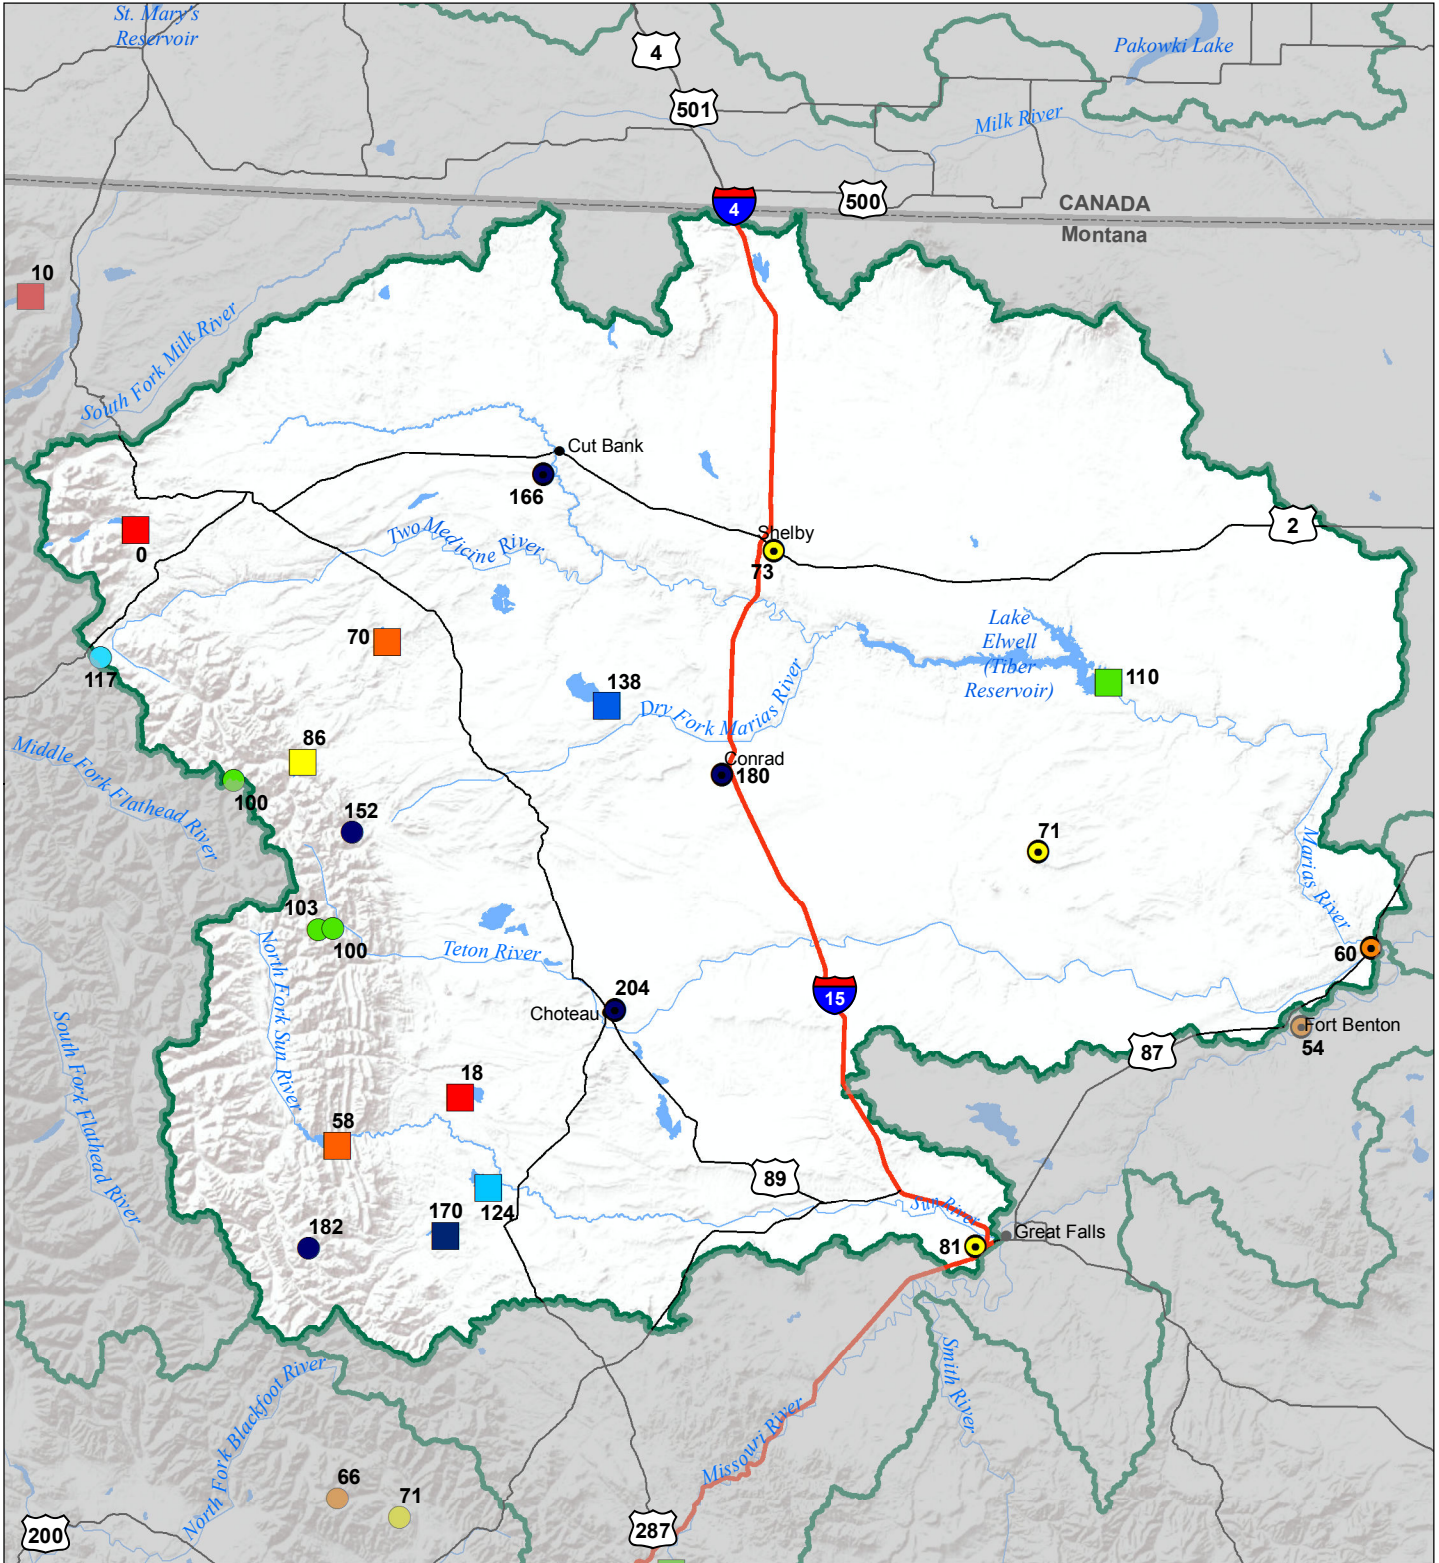 St. Mary's
Reservoir
4
Pakowki Lake
501
Milk River
4
500
CANADA
Montana
10
South Fork Milk River
Cut Bank
166
Two Medicine River
Shelby
73
2
0
70
117
Lake
Elwell
(Tiber
Reservoir)
110
138
Dry Fork Marias River
86
Middle Fork Flathead River
100
Conrad
180
152
71
Marias River
103
100
North Fork Sun River
Teton River
60
204
Choteau
15
Fort Benton
54
87
South Fork Flathead River
18
58
124
170
182
89
Sun River
81
Great Falls
Smith River
North Fork Blackfoot River
Missouri River
66
71
200
287